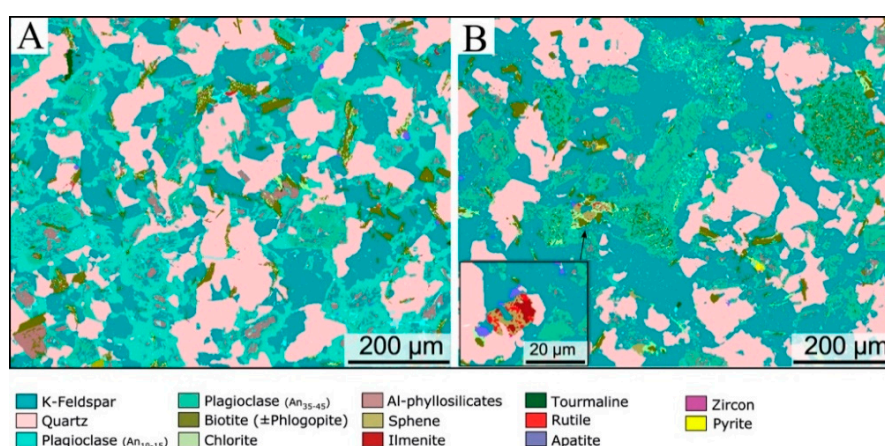 A
B
200 µm
20 µm
200 µm
K-Feldspar
Quartz
Plagioclase (An10-15)
Plagioclase (An35-45)
Biotite (±Phlogopite)
Chlorite
Al-phyllosilicates
Sphene
Ilmenite
Tourmaline
Rutile
Apatite
Zircon
Pyrite